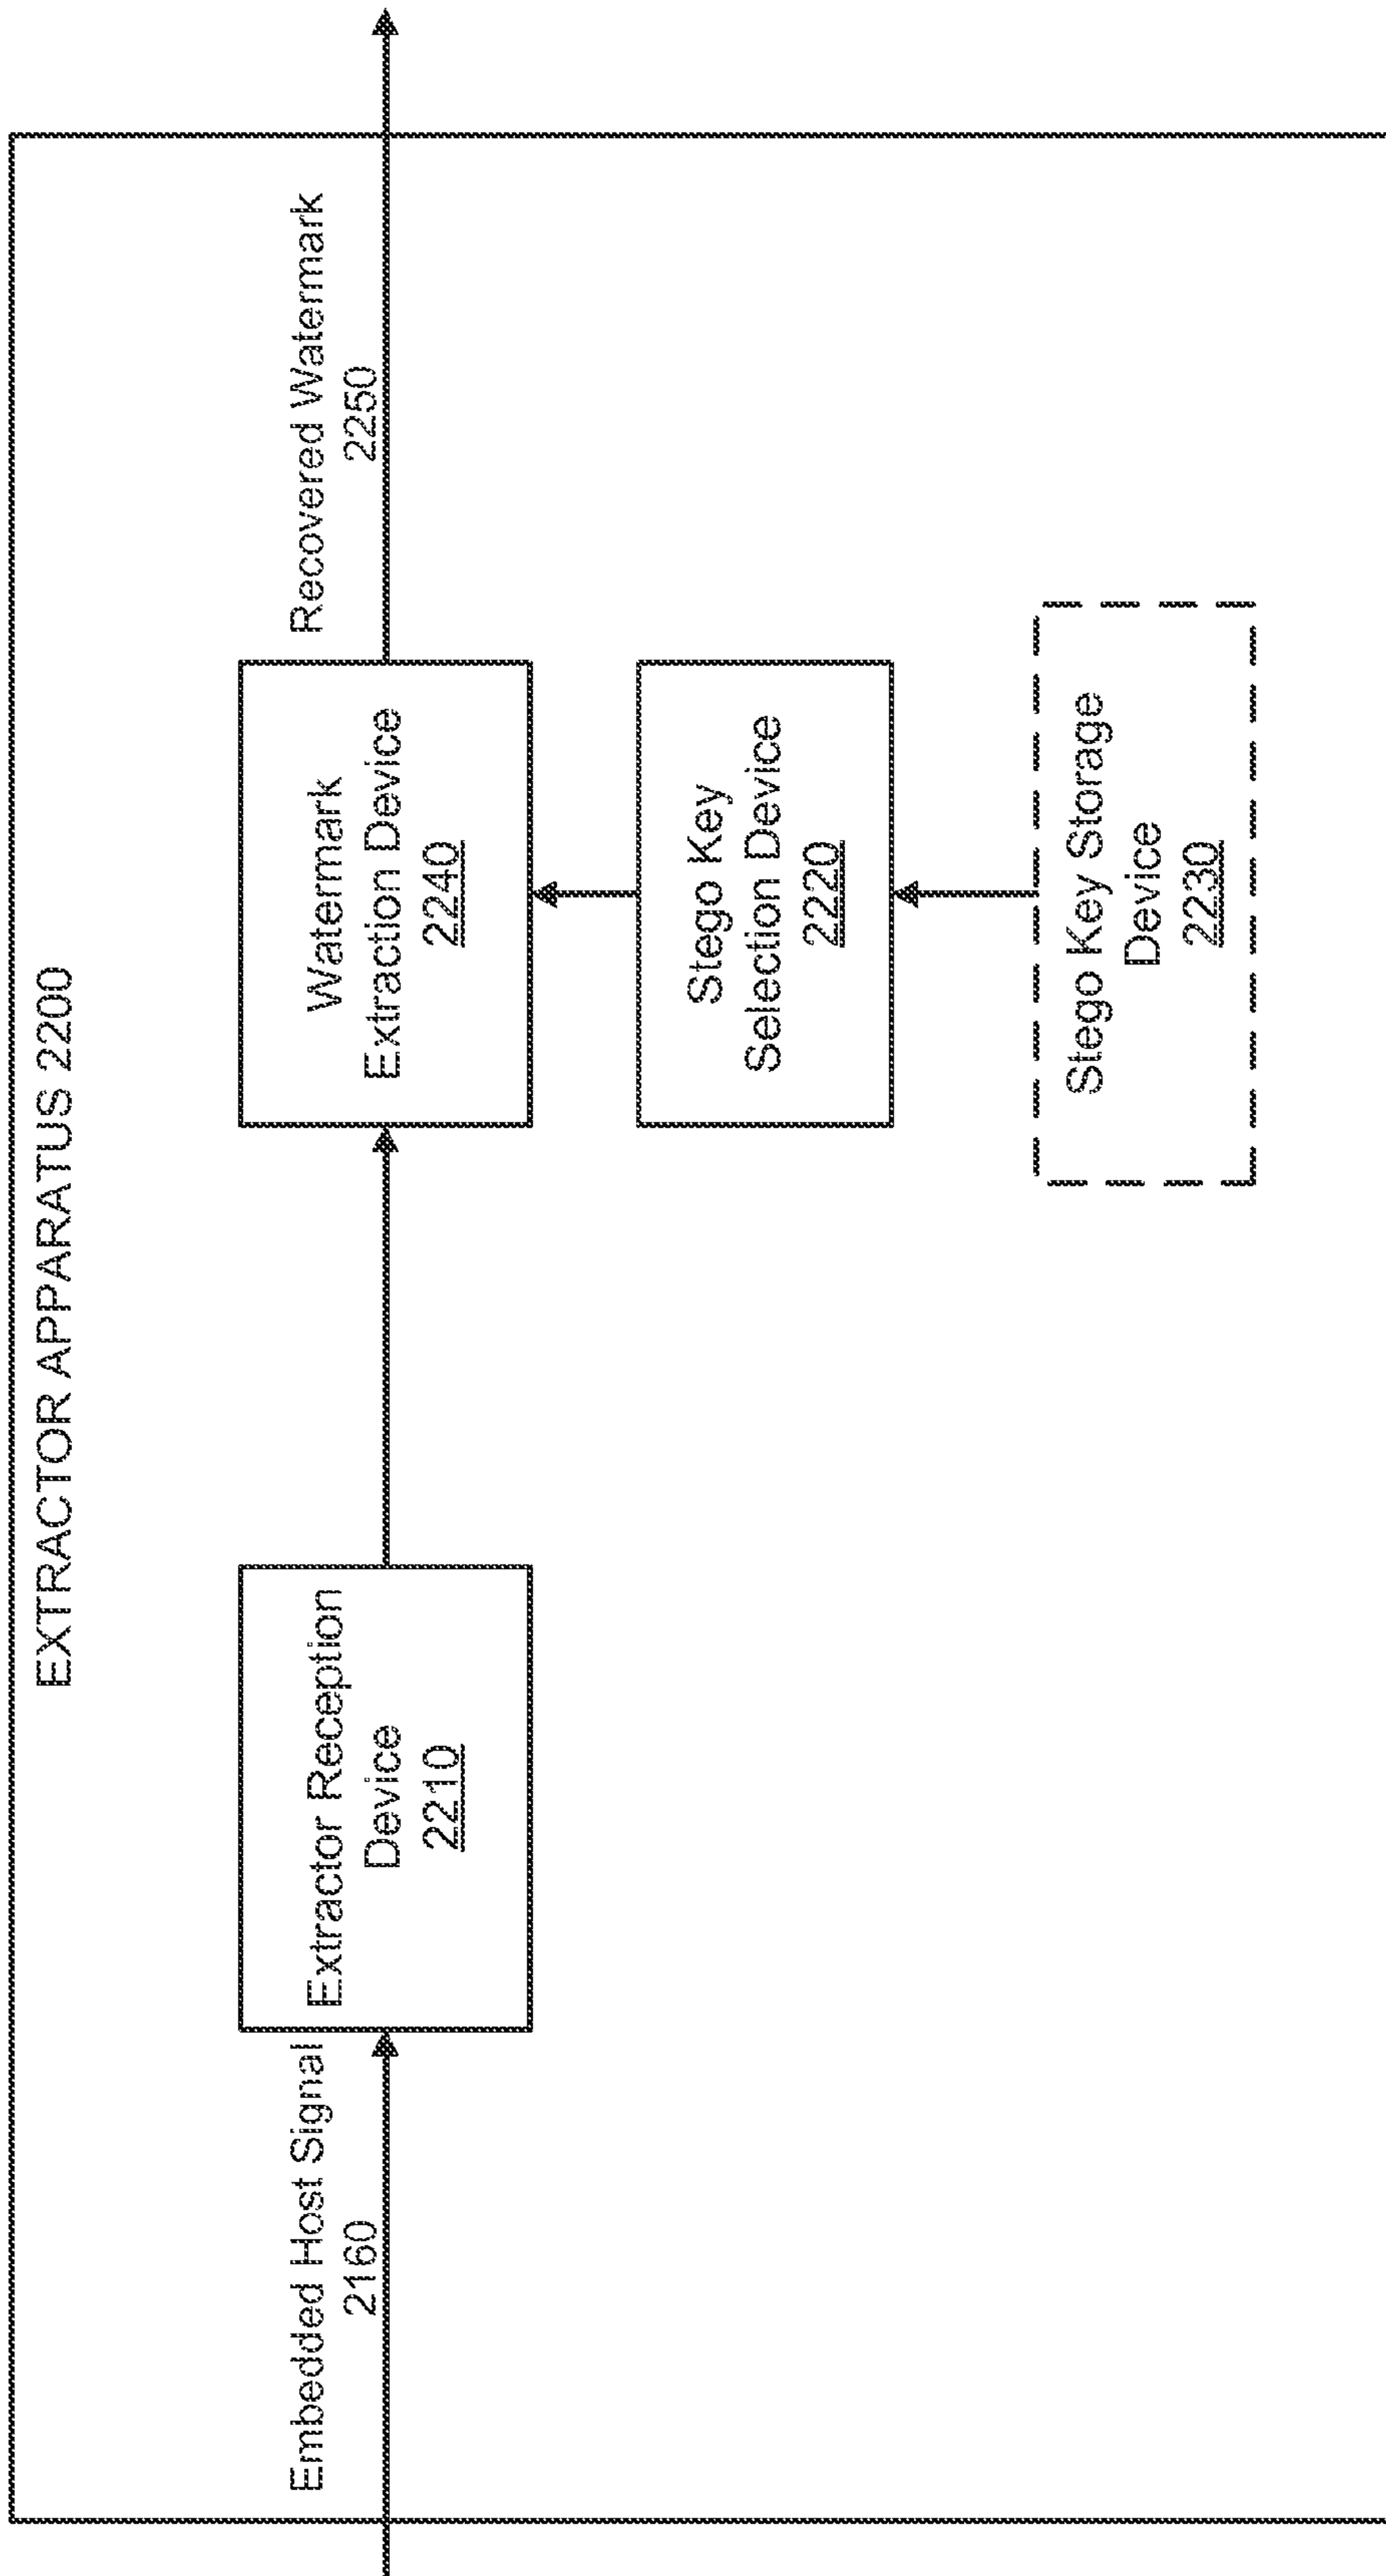 EXTRACTOR APPARATUS 2200
Embedded Host Signal
2160
Extractor Reception
Device
2210
Watermark
Extraction Device
2240
Recovered Watermark
2250
Stego Key
Selection Device
2220
Stego Key Storage
Device
2230